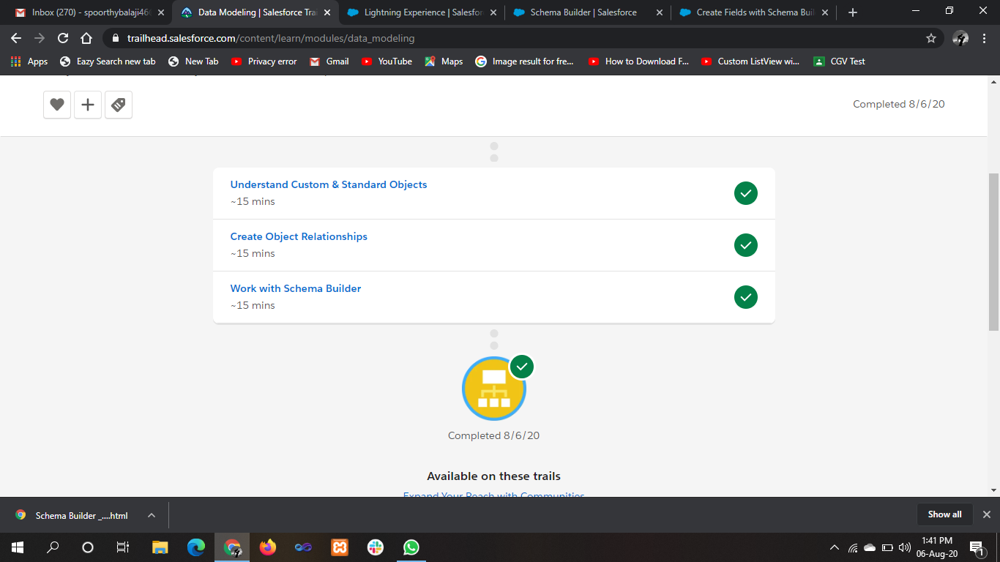 Inbox (270) - spoorthybalaji46
Data Modeling | Salesforce Trai
Lightning Experience | Salesfor
Schema Builder | Salesforce
Create Fields with Schema Buil
trailhead.salesforce.com/content/learn/modules/data_modeling
Apps
Eazy Search new tab
New Tab
Privacy error
Gmail
YouTube
Maps
Image result for fre...
How to Download F...
Custom ListView wi...
CGV Test
Completed 8/6/20
Understand Custom & Standard Objects
~15 mins
Create Object Relationships
~15 mins
Work with Schema Builder
~15 mins
Completed 8/6/20
Available on these trails
Expand Your Reach with Communities
Schema Builder _....html
Show all
1:41 PM
06-Aug-20
1